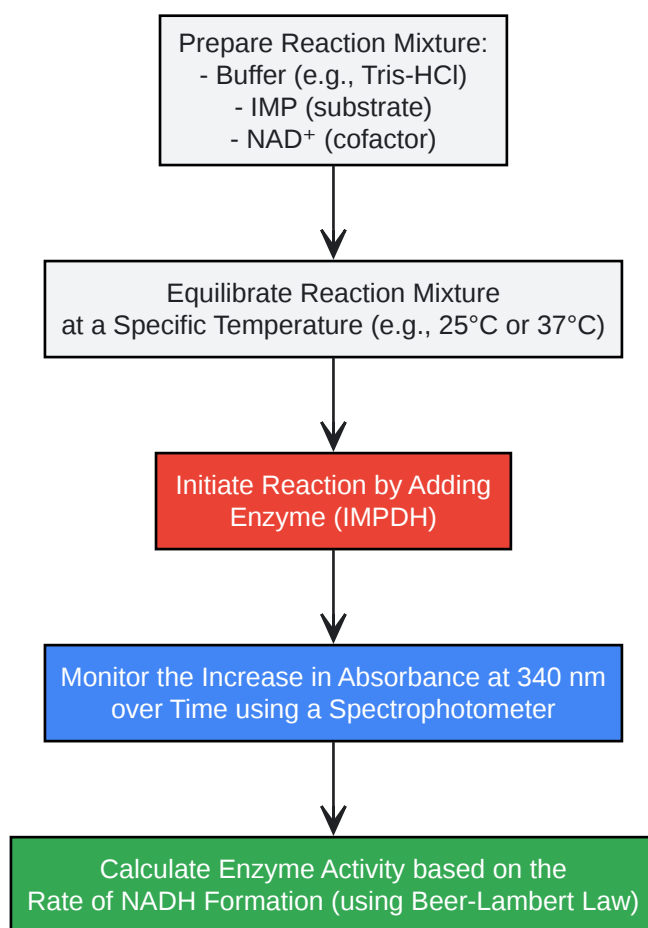 Prepare Reaction Mixture:
- Buffer (e.g., Tris-HCl)
- IMP (substrate)
- NAD⁺ (cofactor)
Equilibrate Reaction Mixture
at a Specific Temperature (e.g., 25°C or 37°C)
Initiate Reaction by Adding
Enzyme (IMPDH)
Monitor the Increase in Absorbance at 340 nm
over Time using a Spectrophotometer
Calculate Enzyme Activity based on the
Rate of NADH Formation (using Beer-Lambert Law)